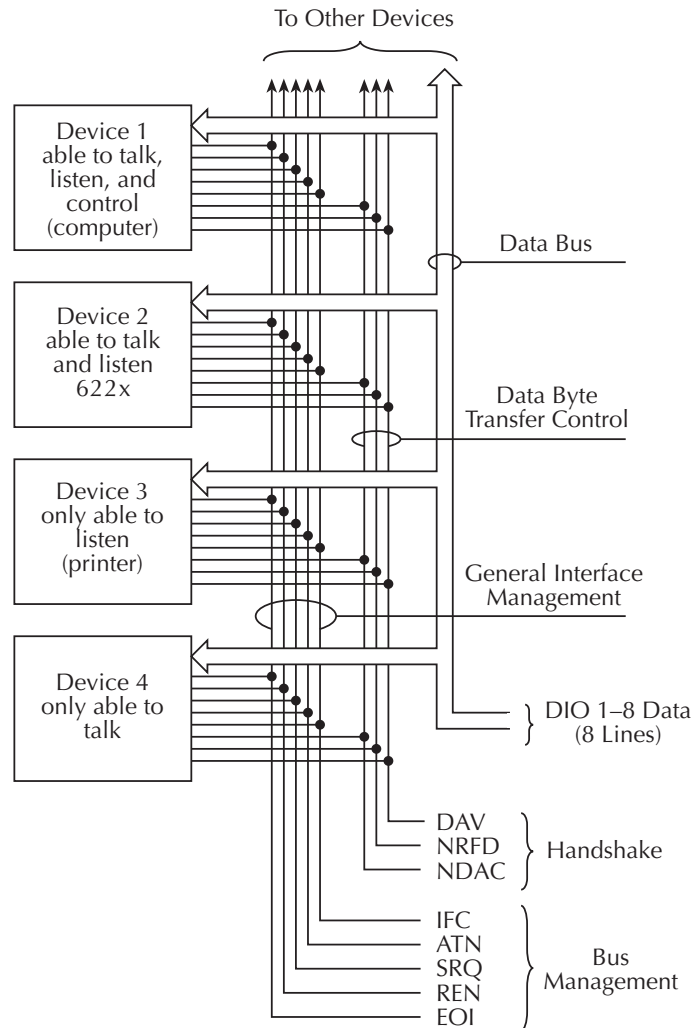 To Other Devices
Device 1
able to talk,
listen, and
control
(computer)
Data Bus
Device 2
able to talk
and listen
622x
Data Byte
Transfer Control
Device 3
only able to
listen
(printer)
General Interface
Management
Device 4
only able to
talk
DIO 1–8 Data
(8 Lines)
DAV
NRFD
NDAC
Handshake
IFC
ATN
SRQ
REN
EOI
Bus
Management